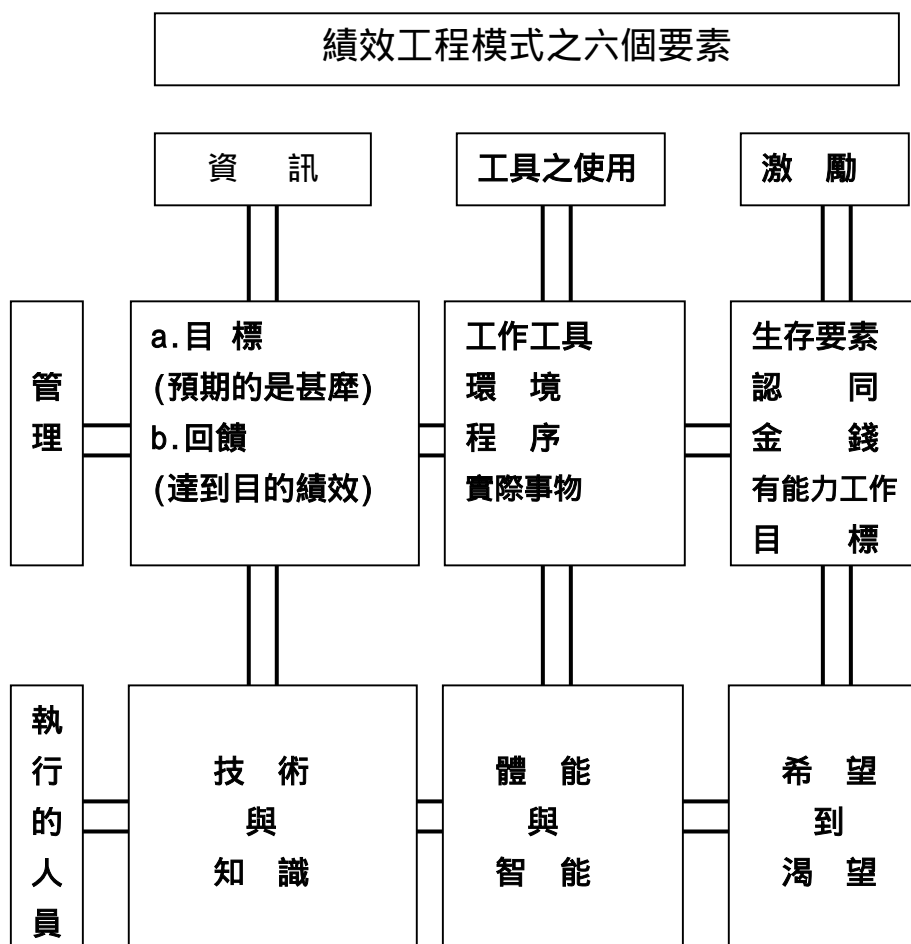 績效工程模式之六個要素
資訊
工具之使用
激勵
管理
a.目標
(預期的是甚麼)
b.回饋
(達到目的績效)
工作工具
環境
程序
實際事物
生存要素
認同
金錢
有能力工作
目標
執行的人員
技術
與
知識
體能
與
智能
希望
到
渴望